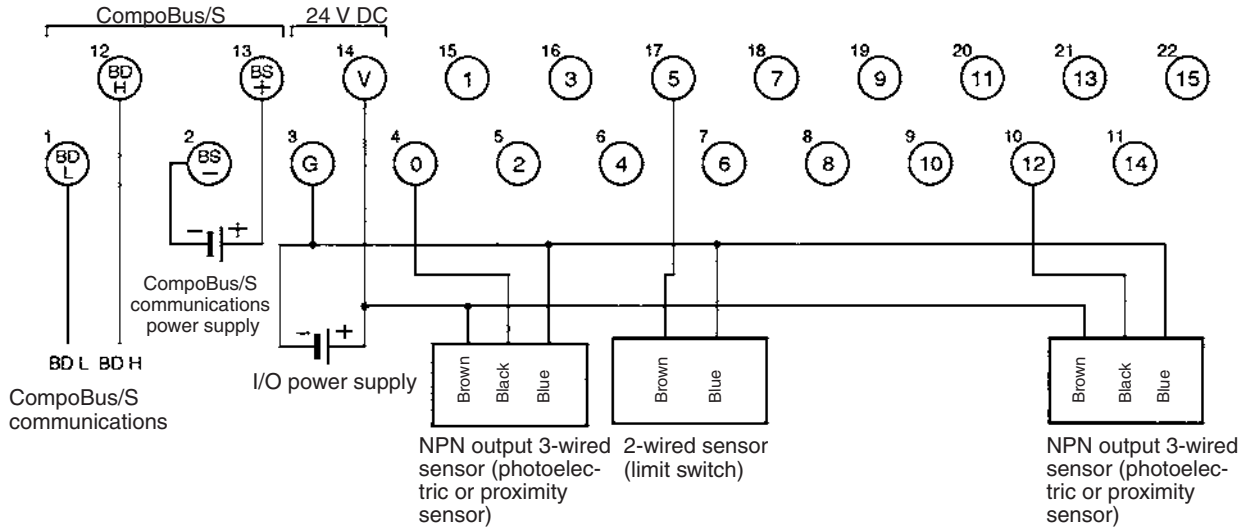 CompoBus/S 24 V DC
12 13 14 15 16 17 18 19 20 21 22
BD H BS + V 1 3 5 7 9 11 13 15
1 2 3 4 5 6 7 8 9 10 11
BD L BS − G 0 2 4 6 8 10 12 14
− +
CompoBus/S
communications
power supply
− +
BD L BD H
I/O power supply
CompoBus/S
communications
Brown Black Blue
Brown Blue
Brown Black Blue
NPN output 3-wired
sensor (photoelec-
tric or proximity
sensor)
2-wired sensor
(limit switch)
NPN output 3-wired
sensor (photoelec-
tric or proximity
sensor)